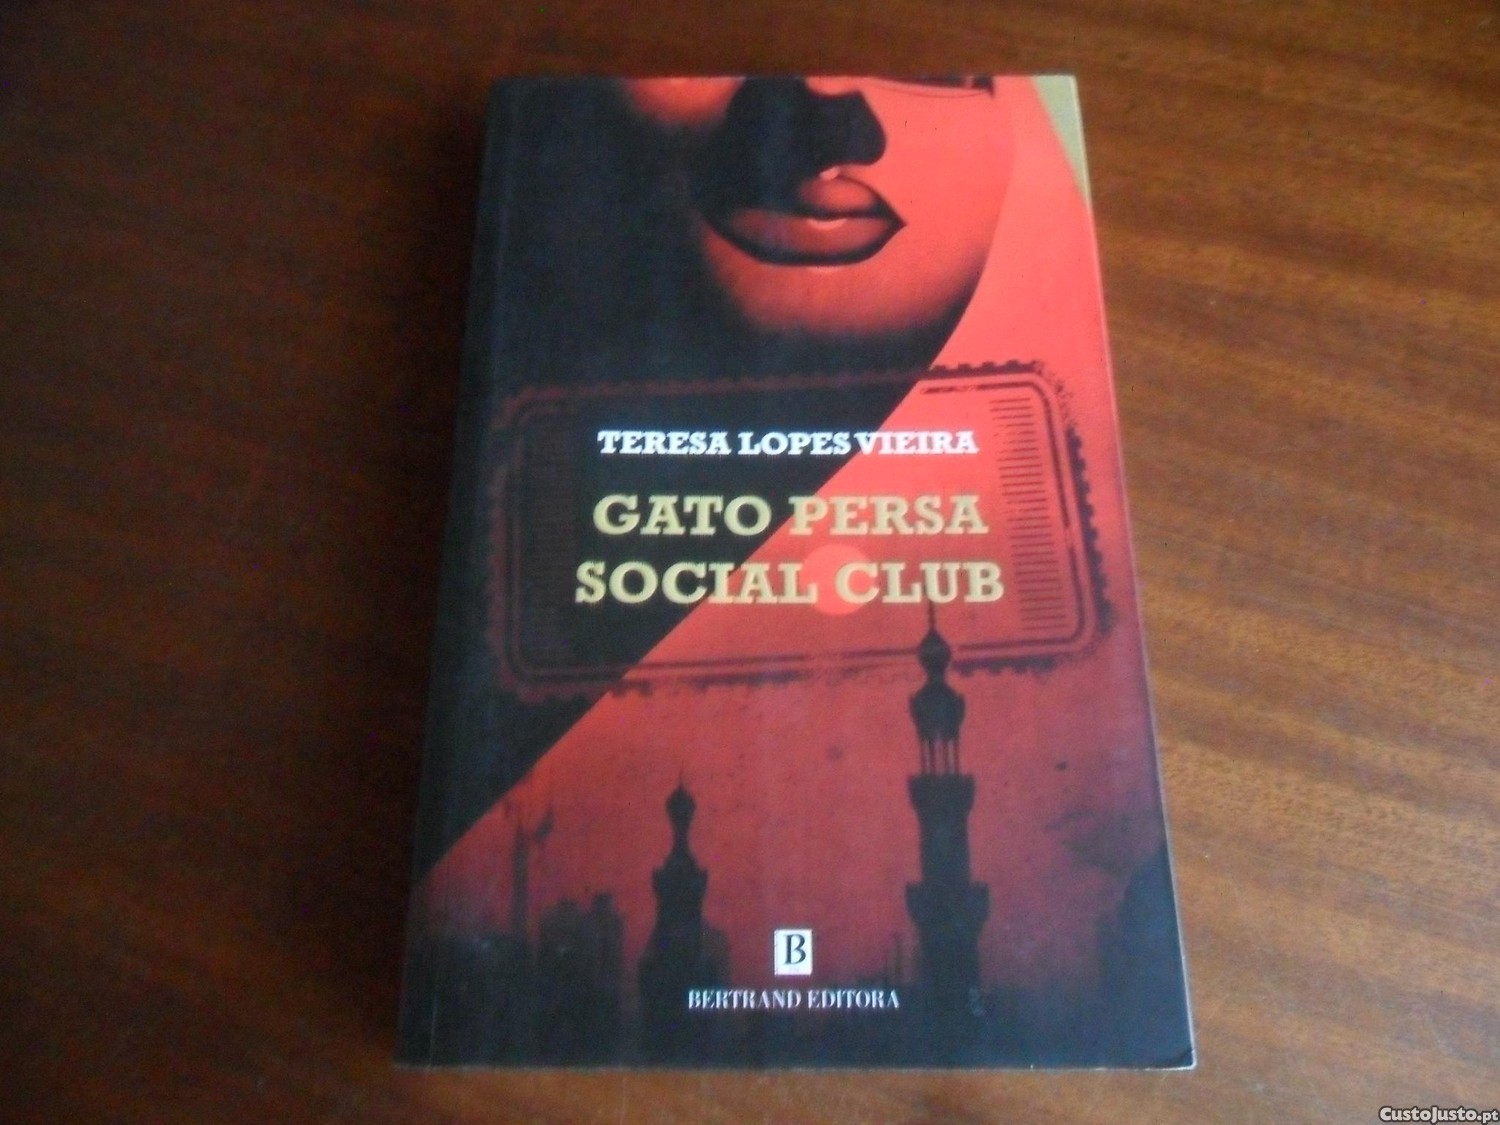 TERESA LOPES VIEIRA
GATO PERSA
SOCIAL CLUB
B
BERTRAND EDITORA
CustoJusto.pt